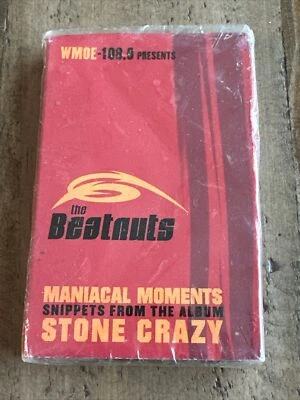 WMOE-108.5 PRESENTS
the
Beatnuts
MANIACAL MOMENTS
SNIPPETS FROM THE ALBUM
STONE CRAZY